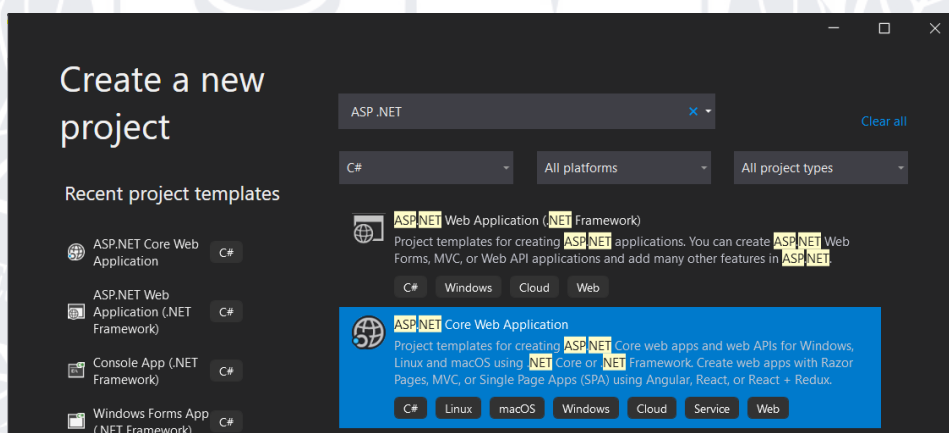 Create a new
project
Recent project templates
ASP.NET Core Web
Application
C#
ASP.NET Web
Application (.NET
Framework)
C#
Console App (.NET
Framework)
C#
Windows Forms App
(.NET Framework)
C#
ASP .NET
Clear all
C#
All platforms
All project types
ASP.NET Web Application (.NET Framework)
Project templates for creating ASP.NET applications. You can create ASP.NET Web
Forms, MVC, or Web API applications and add many other features in ASP.NET.
C# Windows Cloud Web
ASP.NET Core Web Application
Project templates for creating ASP.NET Core web apps and web APIs for Windows,
Linux and macOS using .NET Core or .NET Framework. Create web apps with Razor
Pages, MVC, or Single Page Apps (SPA) using Angular, React, or React + Redux.
C# Linux macOS Windows Cloud Service Web